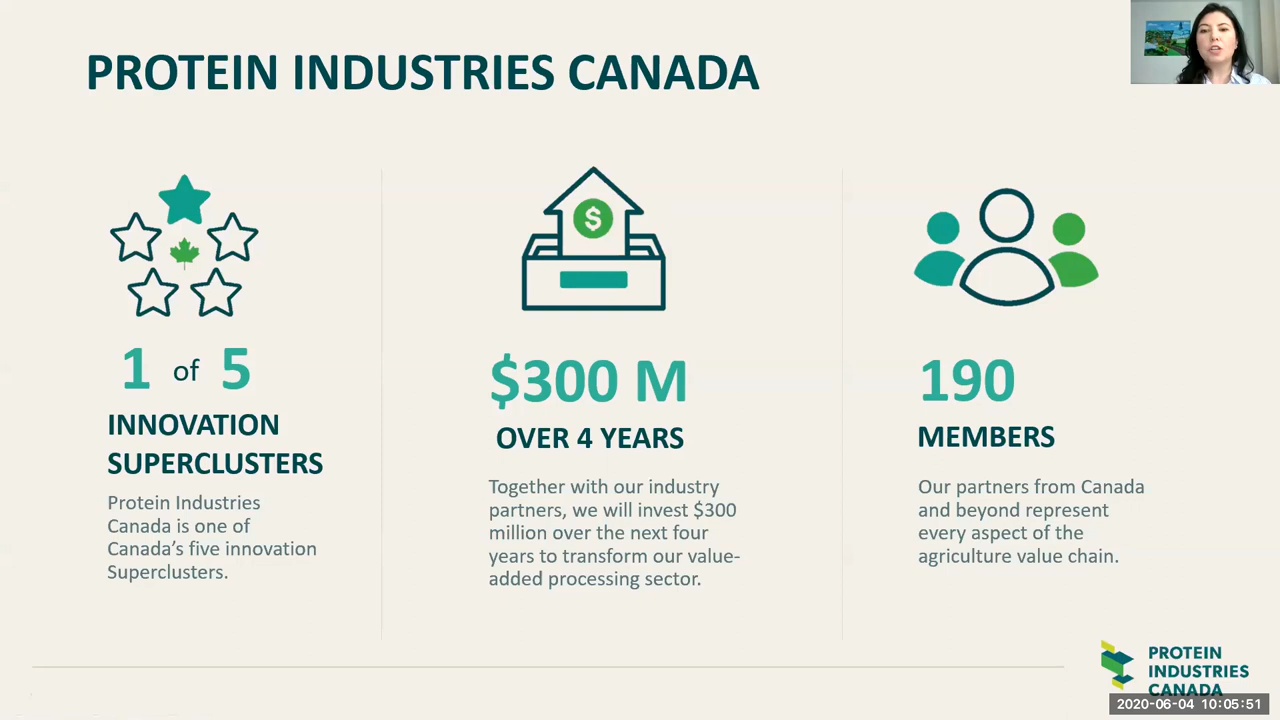 PROTEIN INDUSTRIES CANADA
1 of 5
INNOVATION
SUPERCLUSTERS
Protein Industries
Canada is one of
Canada's five innovation
Superclusters.
$
$300 M
OVER 4 YEARS
Together with our industry
partners, we will invest $300
million over the next four
years to transform our value-
added processing sector.
190
MEMBERS
Our partners from Canada
and beyond represent
every aspect of the
agriculture value chain.
PROTEIN
INDUSTRIES
CANADA
2020-06-04 10:05:51